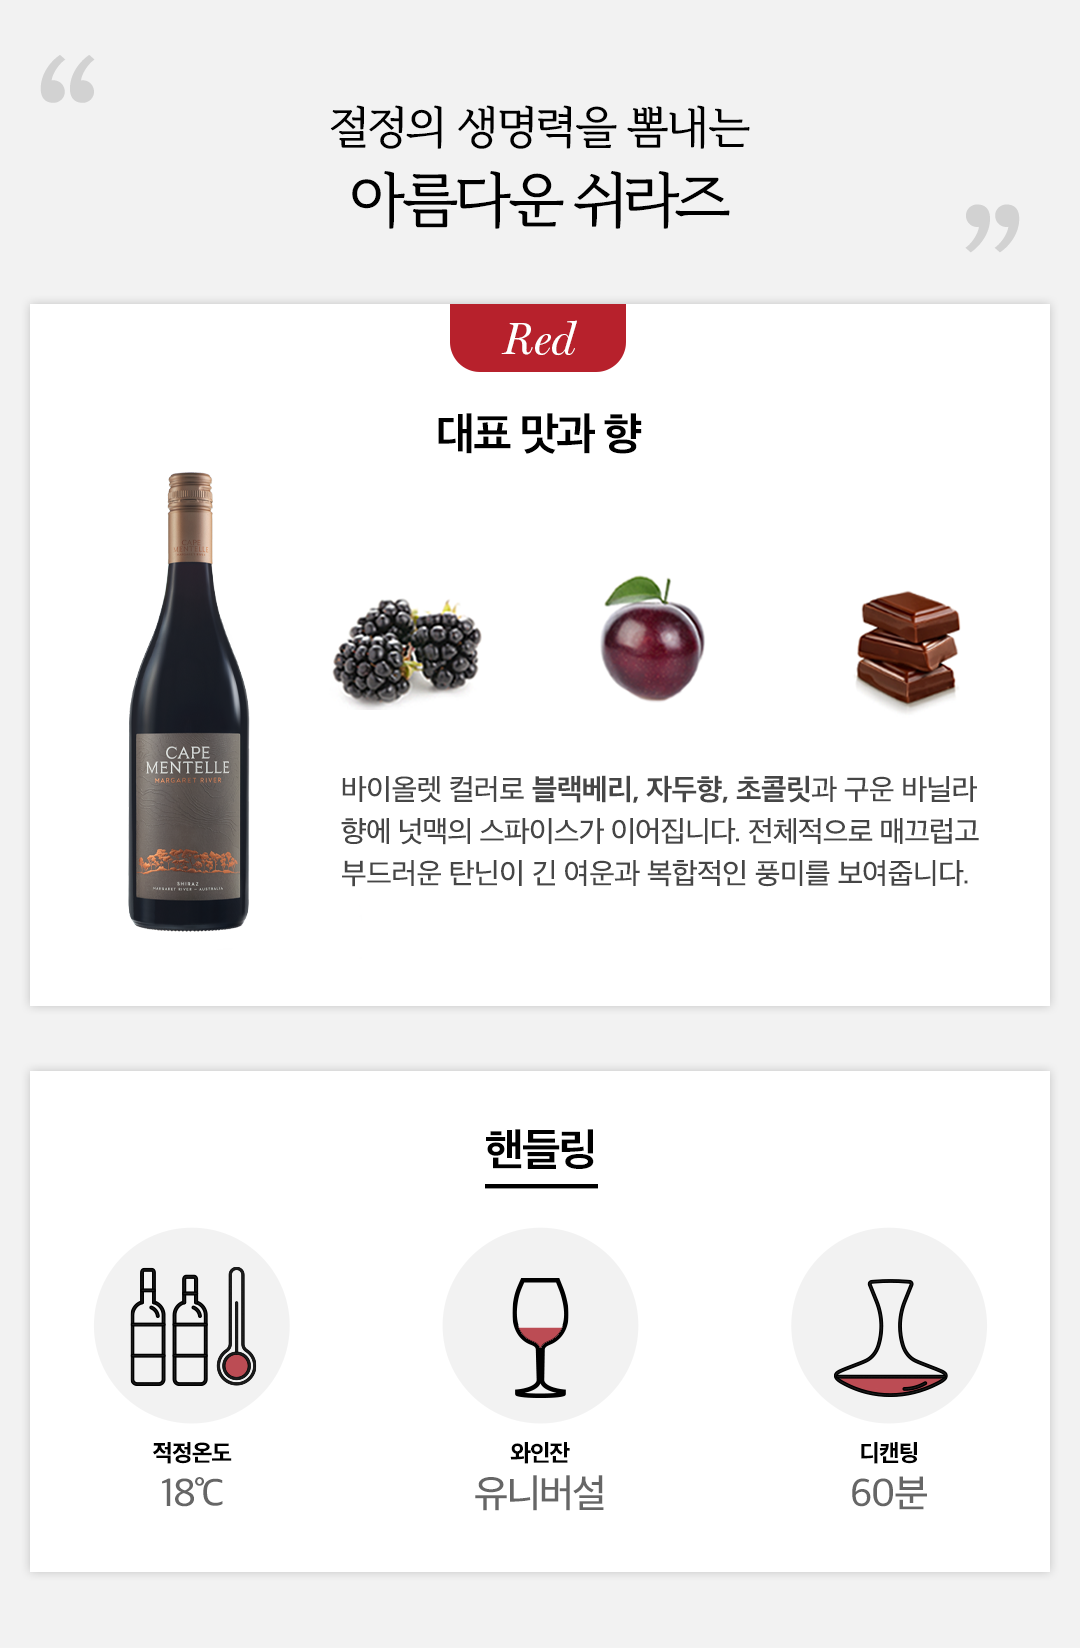 “
절정의 생명력을 뽐내는
아름다운 쉬라즈
”
Red
대표 맛과 향
CAPE
MENTELLE
CAPE
MENTELLE
MARGARET RIVER
SHIRAZ
MARGARET RIVER — AUSTRALIA
바이올렛 컬러로 블랙베리, 자두향, 초콜릿과 구운 바닐라
향에 넛맥의 스파이스가 이어집니다. 전체적으로 매끄럽고
부드러운 탄닌이 긴 여운과 복합적인 풍미를 보여줍니다.
핸들링
적정온도
18℃
와인잔
유니버설
디캔팅
60분